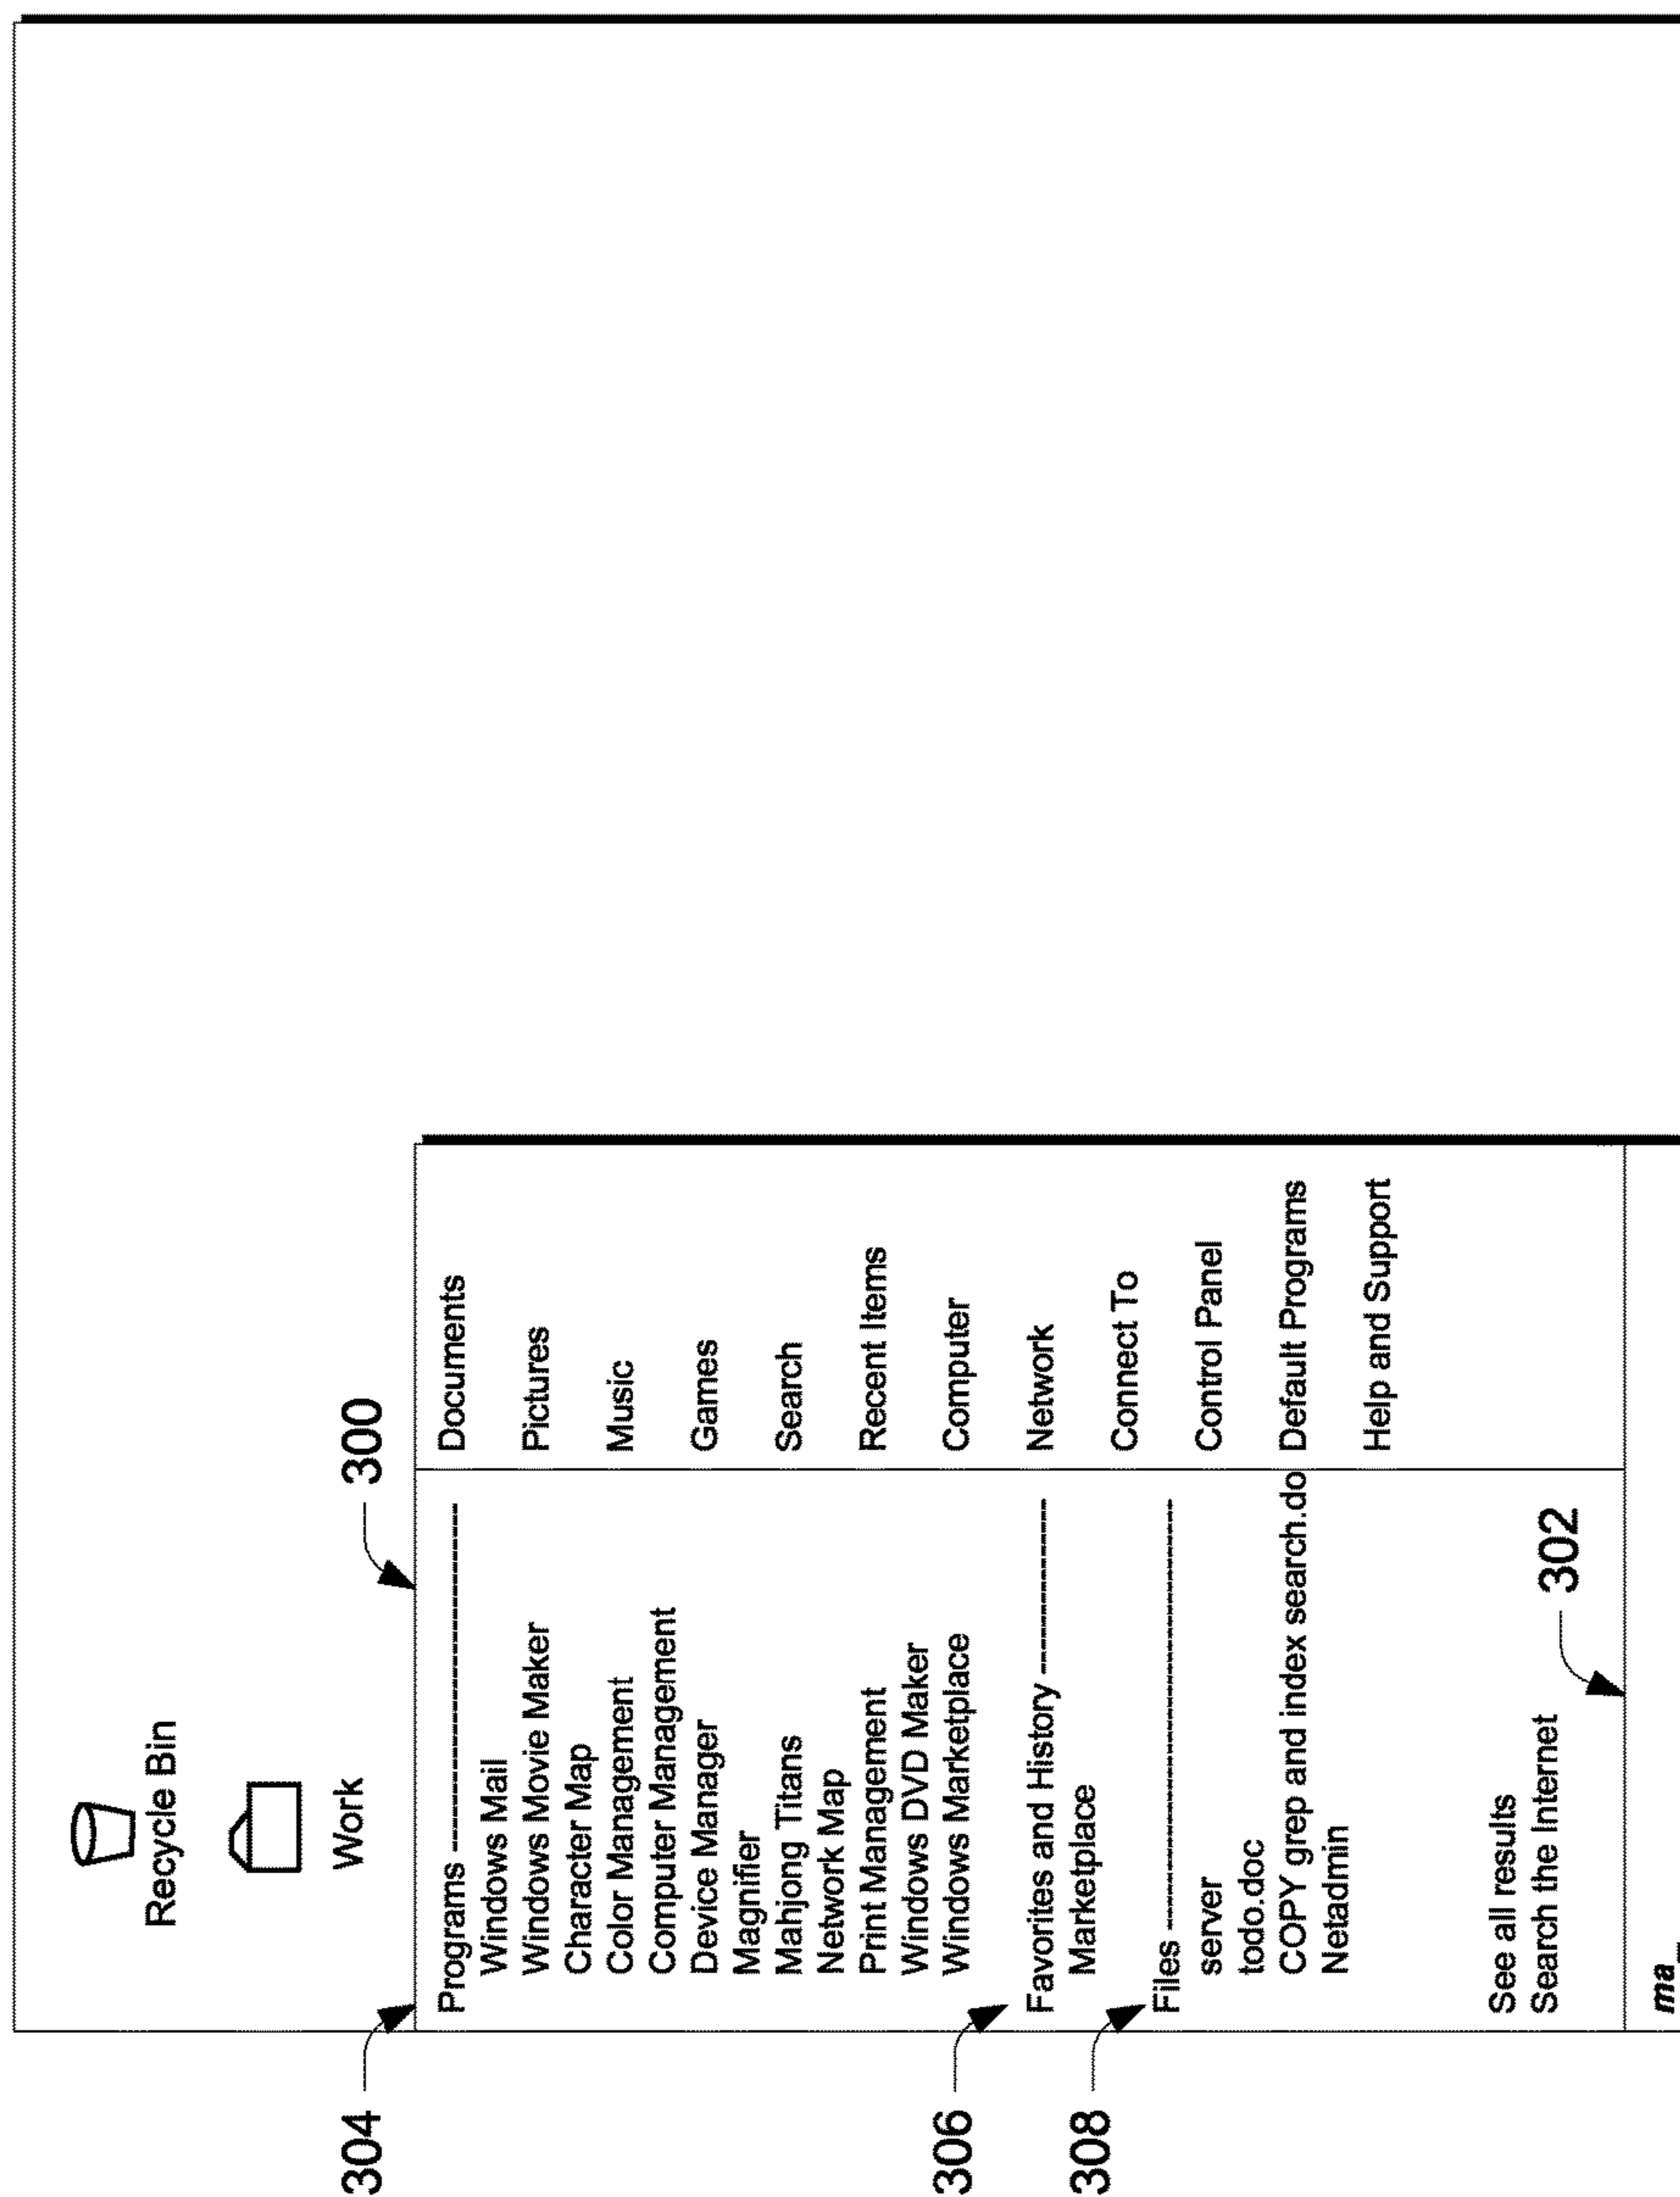 Recycle Bin
Work
300
304
Programs ------------------------------
Windows Mail
Windows Movie Maker
Character Map
Color Management
Computer Management
Device Manager
Magnifier
Mahjong Titans
Network Map
Print Management
Windows DVD Maker
Windows Marketplace
306
Favorites and History ---------------
Marketplace
308
Files -------------------------------------
server
todo.doc
COPY grep and index search.do
Netadmin
See all results
Search the Internet
302
ma_
Documents
Pictures
Music
Games
Search
Recent Items
Computer
Network
Connect To
Control Panel
Default Programs
Help and Support